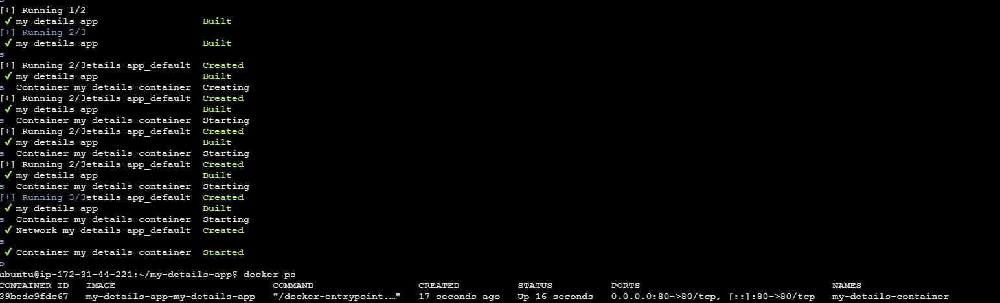 s
[+] Running 1/2
✔ my-details-app Built
[+] Running 2/3
✔ my-details-app Built
s
[+] Running 2/3etails-app_default Created
✔ my-details-app Built
s Container my-details-container Creating
[+] Running 2/3etails-app_default Created
✔ my-details-app Built
s Container my-details-container Starting
[+] Running 2/3etails-app_default Created
✔ my-details-app Built
s Container my-details-container Starting
[+] Running 2/3etails-app_default Created
✔ my-details-app Built
s Container my-details-container Starting
[+] Running 3/3etails-app_default Created
✔ my-details-app Built
s Container my-details-container Starting
✔ Network my-details-app_default Created
s
✔ Container my-details-container Started
s
ubuntu@ip-172-31-44-221:~/my-details-app$ docker ps
CONTAINER ID IMAGE COMMAND CREATED STATUS PORTS NAMES
39bedc9fdc67 my-details-app-my-details-app "/docker-entrypoint.…" 17 seconds ago Up 16 seconds 0.0.0.0:80->80/tcp, [::]:80->80/tcp my-details-container